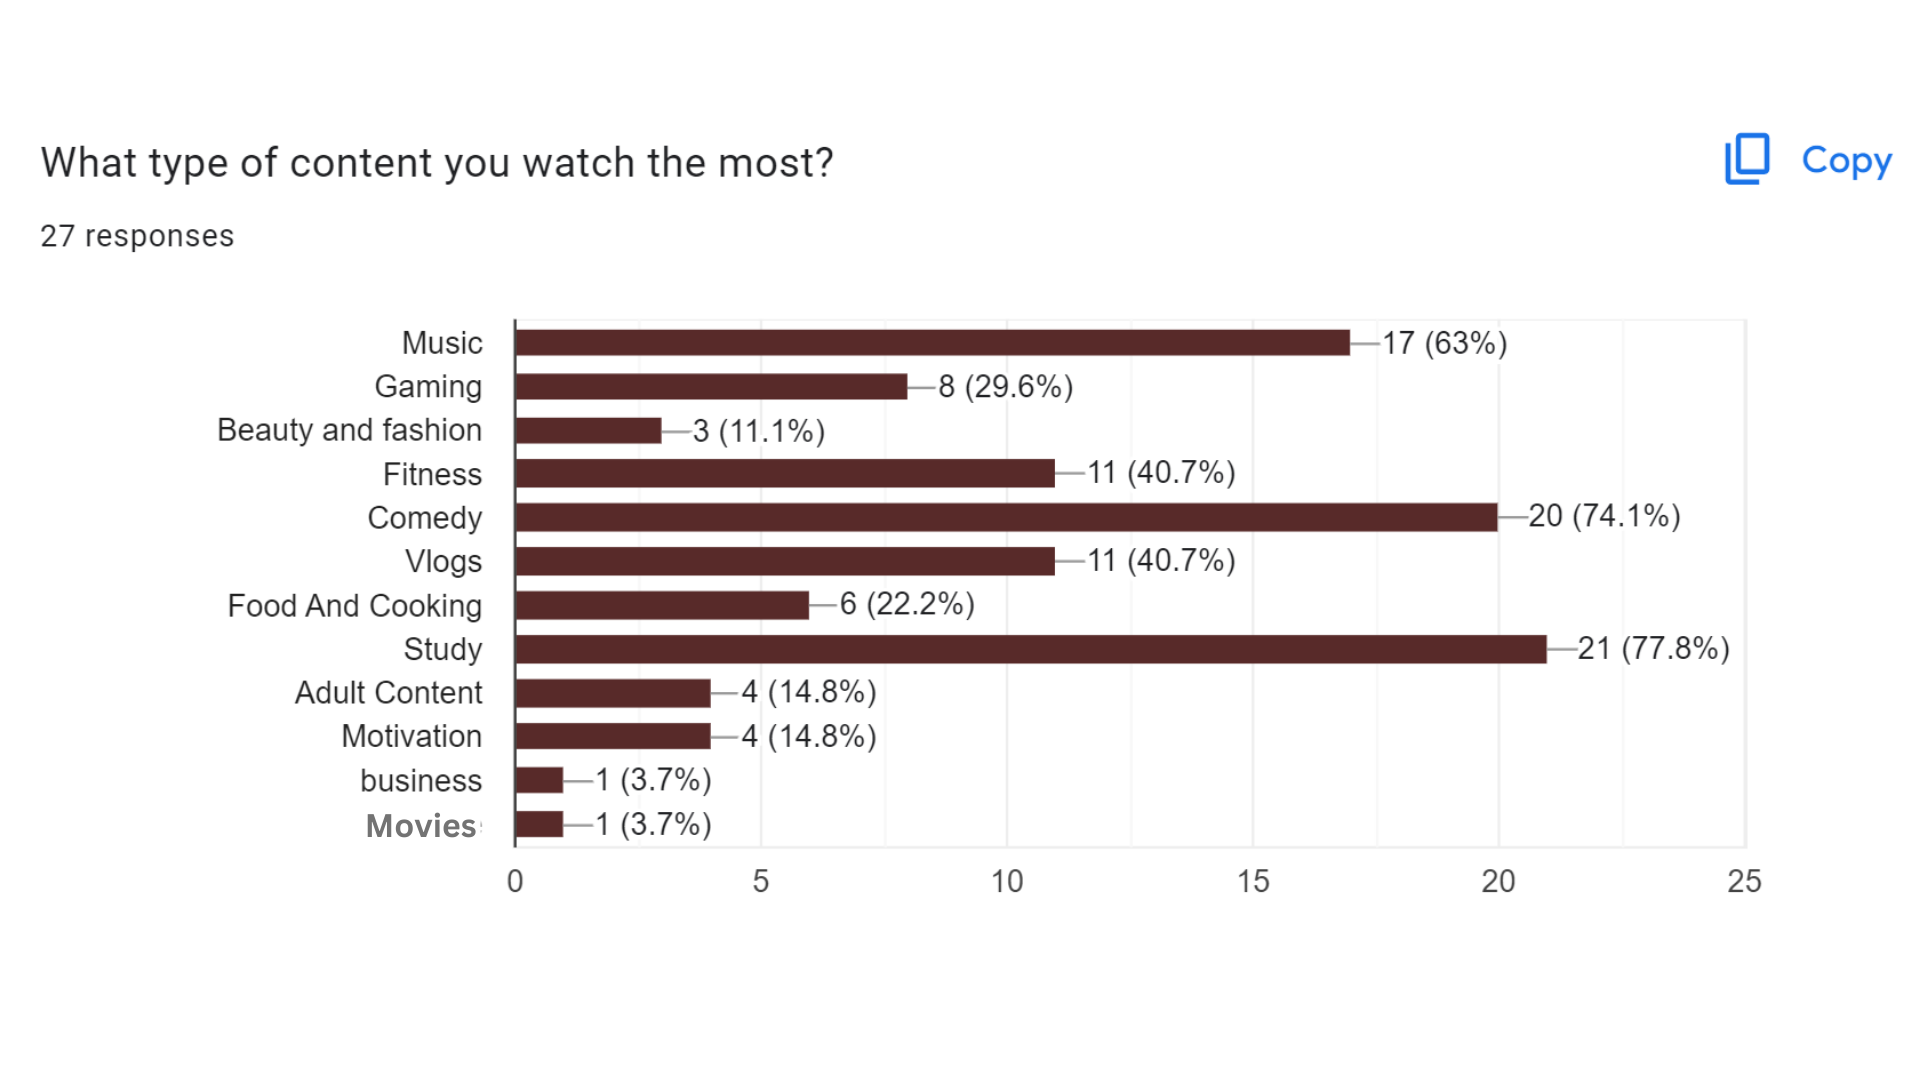 What type of content you watch the most?
Copy
27 responses
Music 17 (63%)
Gaming 8 (29.6%)
Beauty and fashion 3 (11.1%)
Fitness 11 (40.7%)
Comedy 20 (74.1%)
Vlogs 11 (40.7%)
Food And Cooking 6 (22.2%)
Study 21 (77.8%)
Adult Content 4 (14.8%)
Motivation 4 (14.8%)
business 1 (3.7%)
Movies 1 (3.7%)
0 5 10 15 20 25